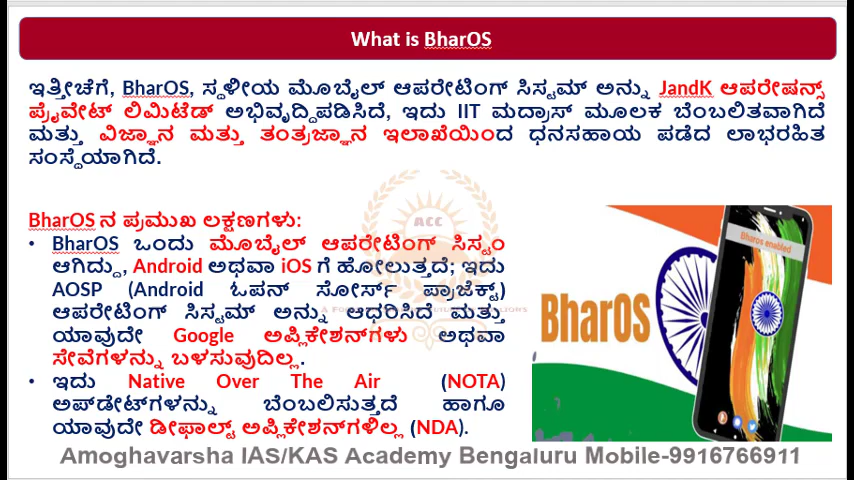 What is BharOS
ಇತ್ತೀಚೆಗೆ, BharOS, ಸ್ಥಳೀಯ ಮೊಬೈಲ್ ಆಪರೇಟಿಂಗ್ ಸಿಸ್ಟಮ್ ಅನ್ನು JandK ಆಪರೇಷನ್ಸ್
ಪ್ರೈವೇಟ್ ಲಿಮಿಟೆಡ್ ಅಭಿವೃದ್ಧಿಪಡಿಸಿದೆ, ಇದು IIT ಮದ್ರಾಸ್ ಮೂಲಕ ಬೆಂಬಲಿತವಾಗಿದೆ
ಮತ್ತು ವಿಜ್ಞಾನ ಮತ್ತು ತಂತ್ರಜ್ಞಾನ ಇಲಾಖೆಯಿಂದ ಧನಸಹಾಯ ಪಡೆದ ಲಾಭರಹಿತ
ಸಂಸ್ಥೆಯಾಗಿದೆ.
BharOS ನ ಪ್ರಮುಖ ಲಕ್ಷಣಗಳು:
• BharOS ಒಂದು ಮೊಬೈಲ್ ಆಪರೇಟಿಂಗ್ ಸಿಸ್ಟಂ
ಆಗಿದ್ದು, Android ಅಥವಾ iOS ಗೆ ಹೋಲುತ್ತದೆ; ಇದು
AOSP (Android ಓಪನ್ ಸೋರ್ಸ್ ಪ್ರಾಜೆಕ್ಟ್)
ಆಪರೇಟಿಂಗ್ ಸಿಸ್ಟಮ್ ಅನ್ನು ಆಧರಿಸಿದೆ ಮತ್ತು
ಯಾವುದೇ Google ಅಪ್ಲಿಕೇಶನ್‌ಗಳು ಅಥವಾ
ಸೇವೆಗಳನ್ನು ಬಳಸುವುದಿಲ್ಲ.
• ಇದು Native Over The Air (NOTA)
ಅಪ್‌ಡೇಟ್‌ಗಳನ್ನು ಬೆಂಬಲಿಸುತ್ತದೆ ಹಾಗೂ
ಯಾವುದೇ ಡೀಫಾಲ್ಟ್ ಅಪ್ಲಿಕೇಶನ್‌ಗಳಿಲ್ಲ (NDA).
ACC
BharOS
Bharos enabled
Amoghavarsha IAS/KAS Academy Bengaluru Mobile-9916766911